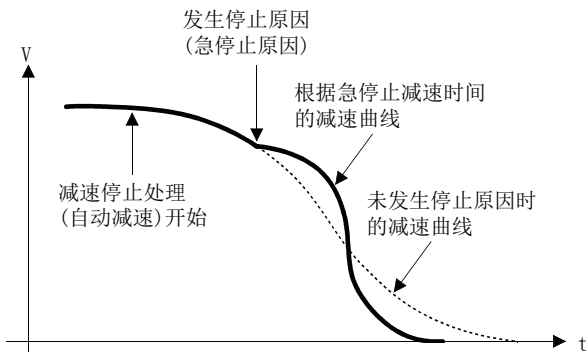 发生停止原因
(急停止原因)
V
根据急停止减速时间
的减速曲线
减速停止处理
(自动减速)开始
未发生停止原因时
的减速曲线
t